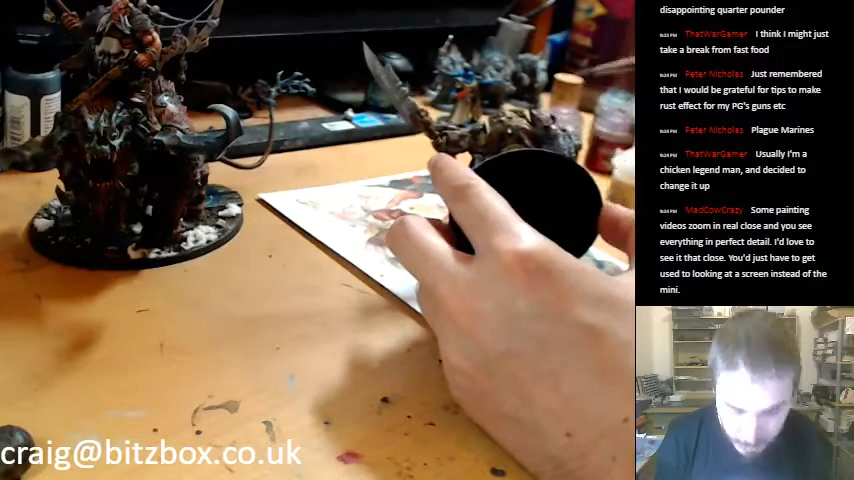 disappointing quarter pounder
ThatWarGamer I think I might just
take a break from fast food
Peter Nicholas Just remembered
that I would be grateful for tips to make
rust effect for my PG's guns etc
Peter Nicholas Plague Marines
ThatWarGamer Usually I'm a
chicken legend man, and decided to
change it up
MadCowCrazy Some painting
videos zoom in real close and you see
everything in perfect detail. I'd love to
see it that close. You'd just have to get
used to looking at a screen instead of the
mini.
craig@bitzbox.co.uk